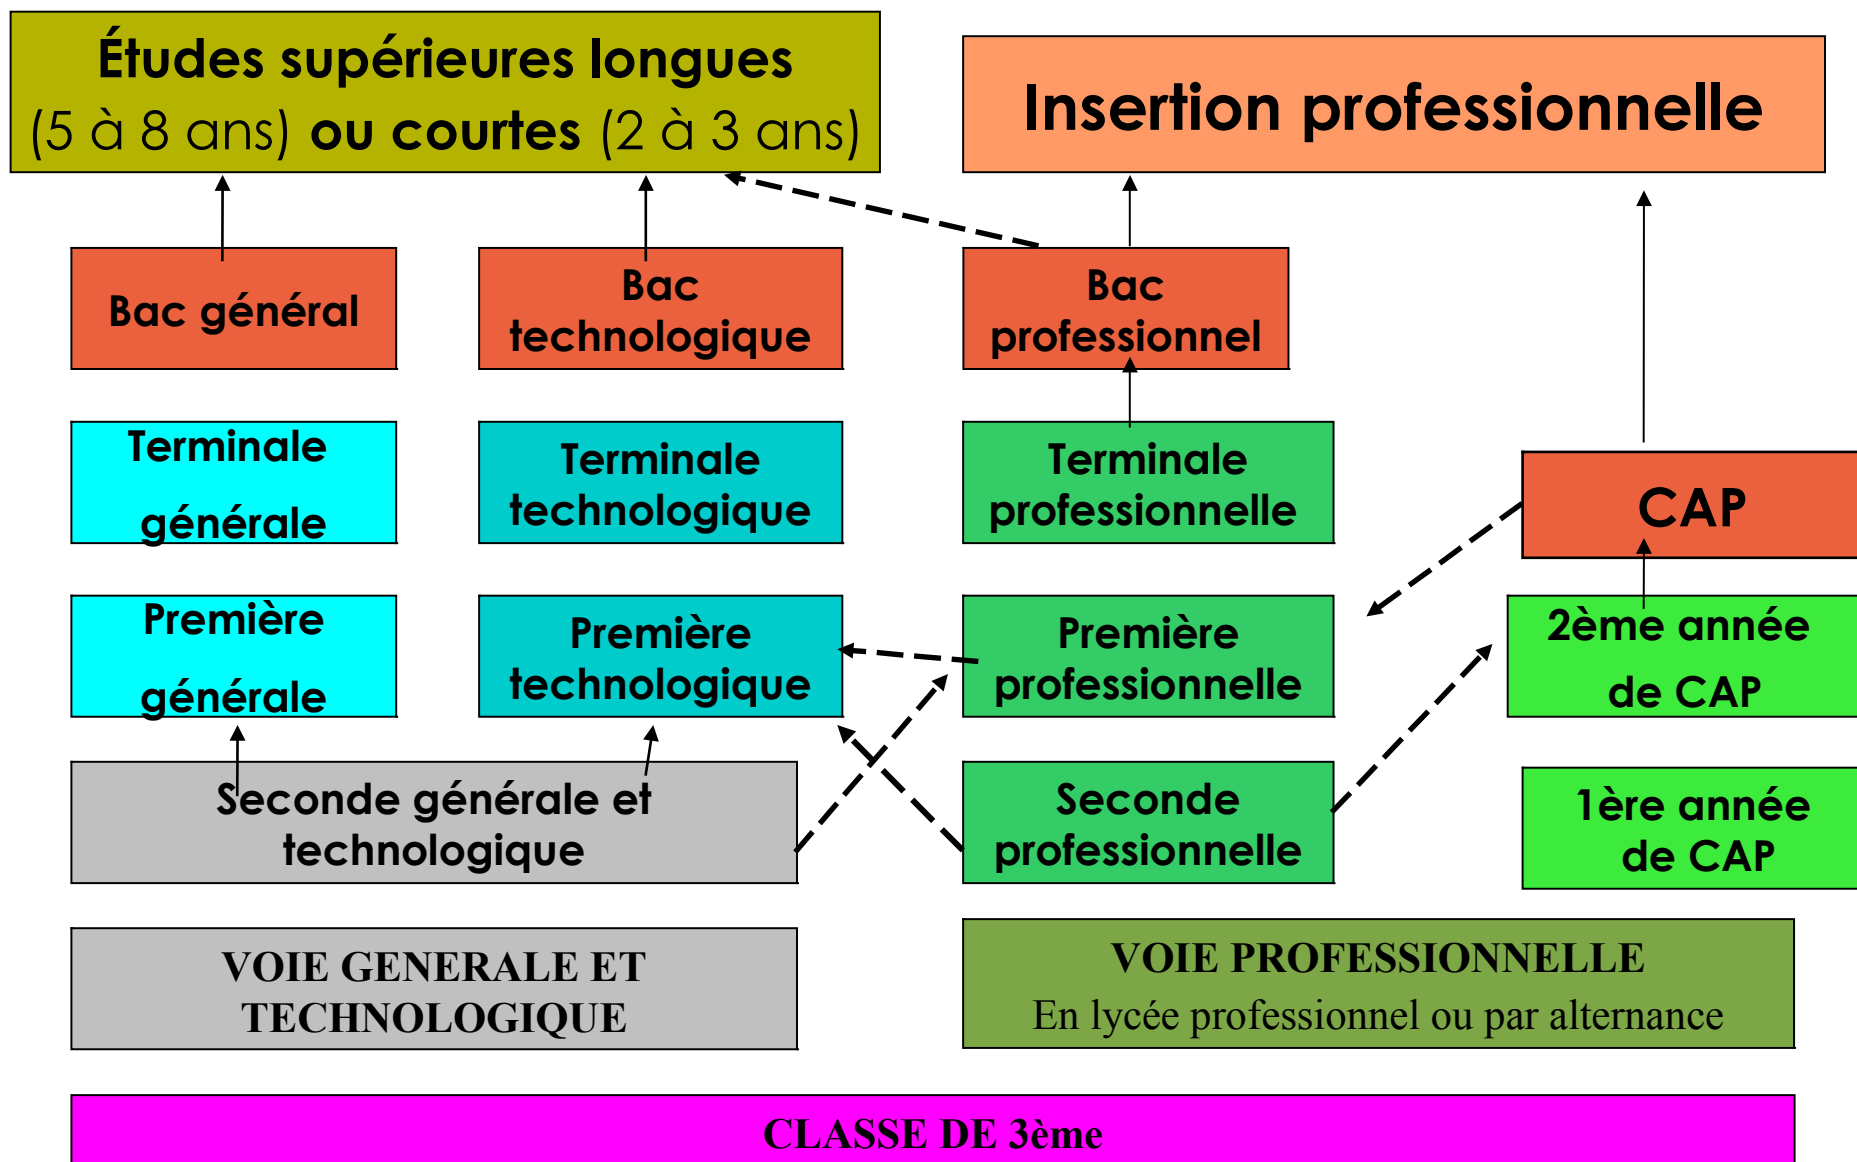 Études supérieures longues
(5 à 8 ans) ou courtes (2 à 3 ans)
Insertion professionnelle
Bac général
Bac
technologique
Bac
professionnel
Terminale
générale
Terminale
technologique
Terminale
professionnelle
CAP
Première
générale
Première
technologique
Première
professionnelle
2ème année
de CAP
Seconde générale et
technologique
Seconde
professionnelle
1ère année
de CAP
VOIE GENERALE ET
TECHNOLOGIQUE
VOIE PROFESSIONNELLE
En lycée professionnel ou par alternance
CLASSE DE 3ème